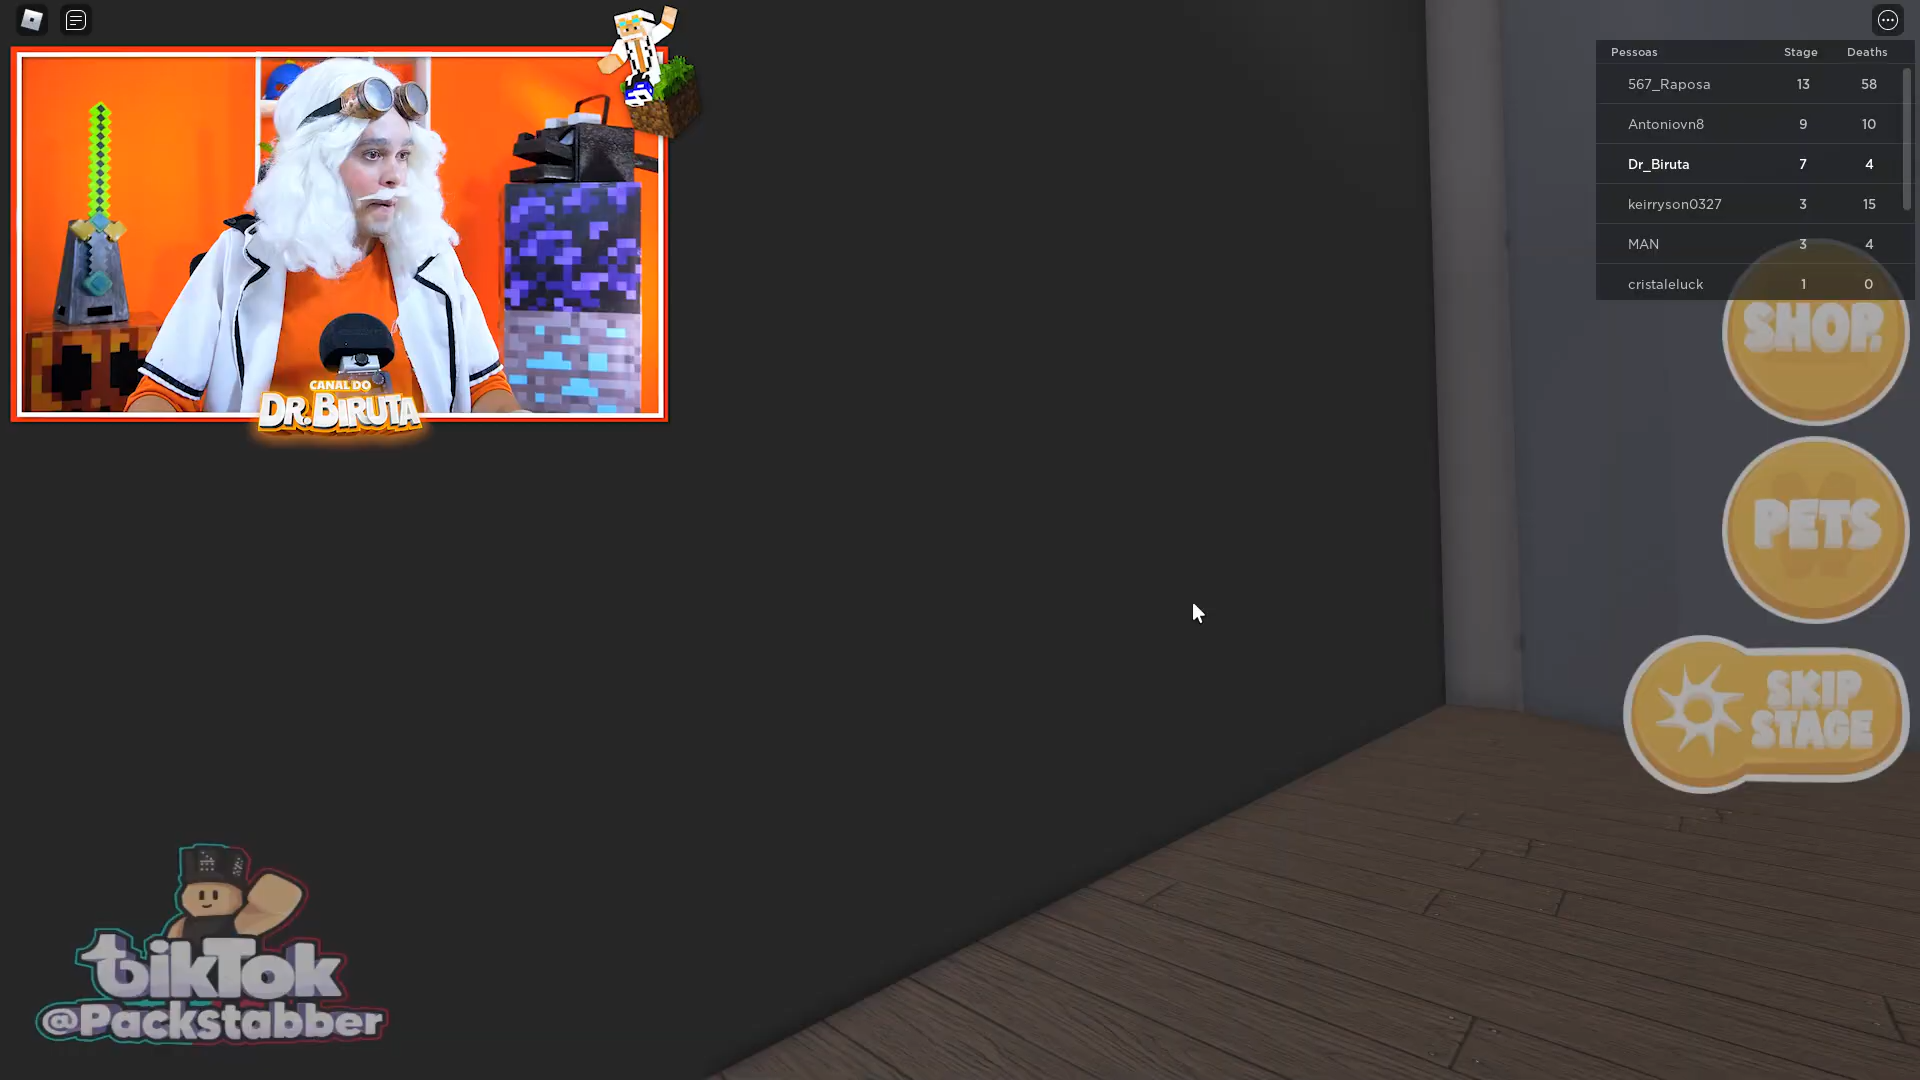 Pessoas Stage Deaths
567_Raposa 13 58
Antoniovn8 9 10
Dr_Biruta 7 4
keirryson0327 3 15
MAN 3 4
cristaleluck 1 0
SHOP.
PETS
SKIP
STAGE
CANAL DO
DR. BIRUTA
tikTok
@Packstabber